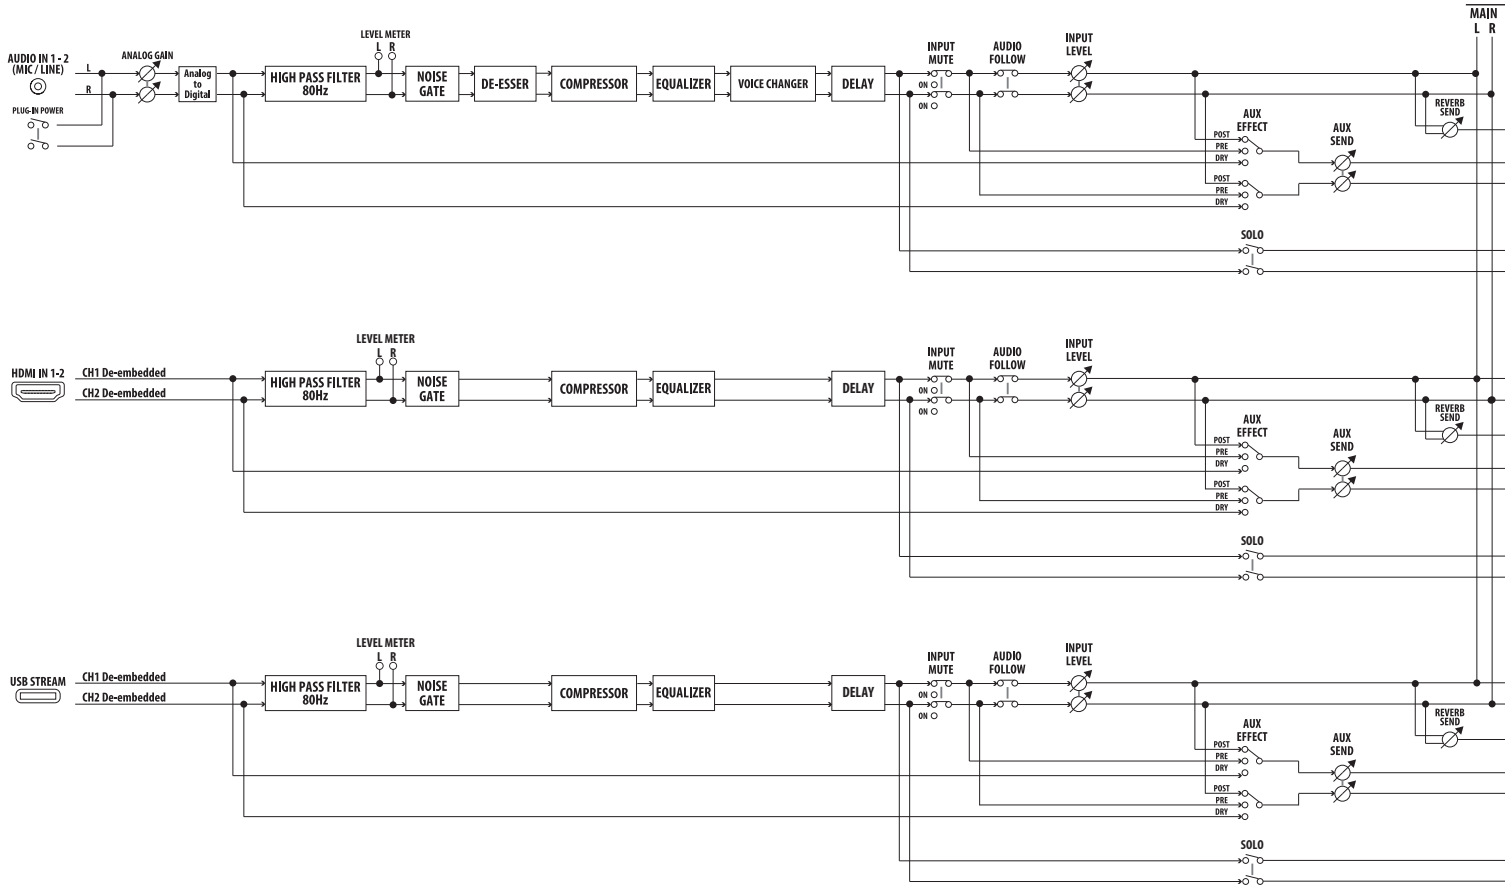 MAIN
L R
AUDIO IN 1 - 2
(MIC / LINE)
L
R
PLUG-IN POWER
ANALOG GAIN
Analog
to
Digital
HIGH PASS FILTER
80Hz
LEVEL METER
L R
NOISE
GATE
DE-ESSER
COMPRESSOR
EQUALIZER
VOICE CHANGER
DELAY
INPUT
MUTE
ON
ON
AUDIO
FOLLOW
INPUT
LEVEL
AUX
EFFECT
POST
PRE
DRY
POST
PRE
DRY
AUX
SEND
REVERB
SEND
SOLO
HDMI IN 1-2
CH1 De-embedded
CH2 De-embedded
HIGH PASS FILTER
80Hz
LEVEL METER
L R
NOISE
GATE
COMPRESSOR
EQUALIZER
DELAY
INPUT
MUTE
ON
ON
AUDIO
FOLLOW
INPUT
LEVEL
AUX
EFFECT
POST
PRE
DRY
POST
PRE
DRY
AUX
SEND
REVERB
SEND
SOLO
USB STREAM
CH1 De-embedded
CH2 De-embedded
HIGH PASS FILTER
80Hz
LEVEL METER
L R
NOISE
GATE
COMPRESSOR
EQUALIZER
DELAY
INPUT
MUTE
ON
ON
AUDIO
FOLLOW
INPUT
LEVEL
AUX
EFFECT
POST
PRE
DRY
POST
PRE
DRY
AUX
SEND
REVERB
SEND
SOLO